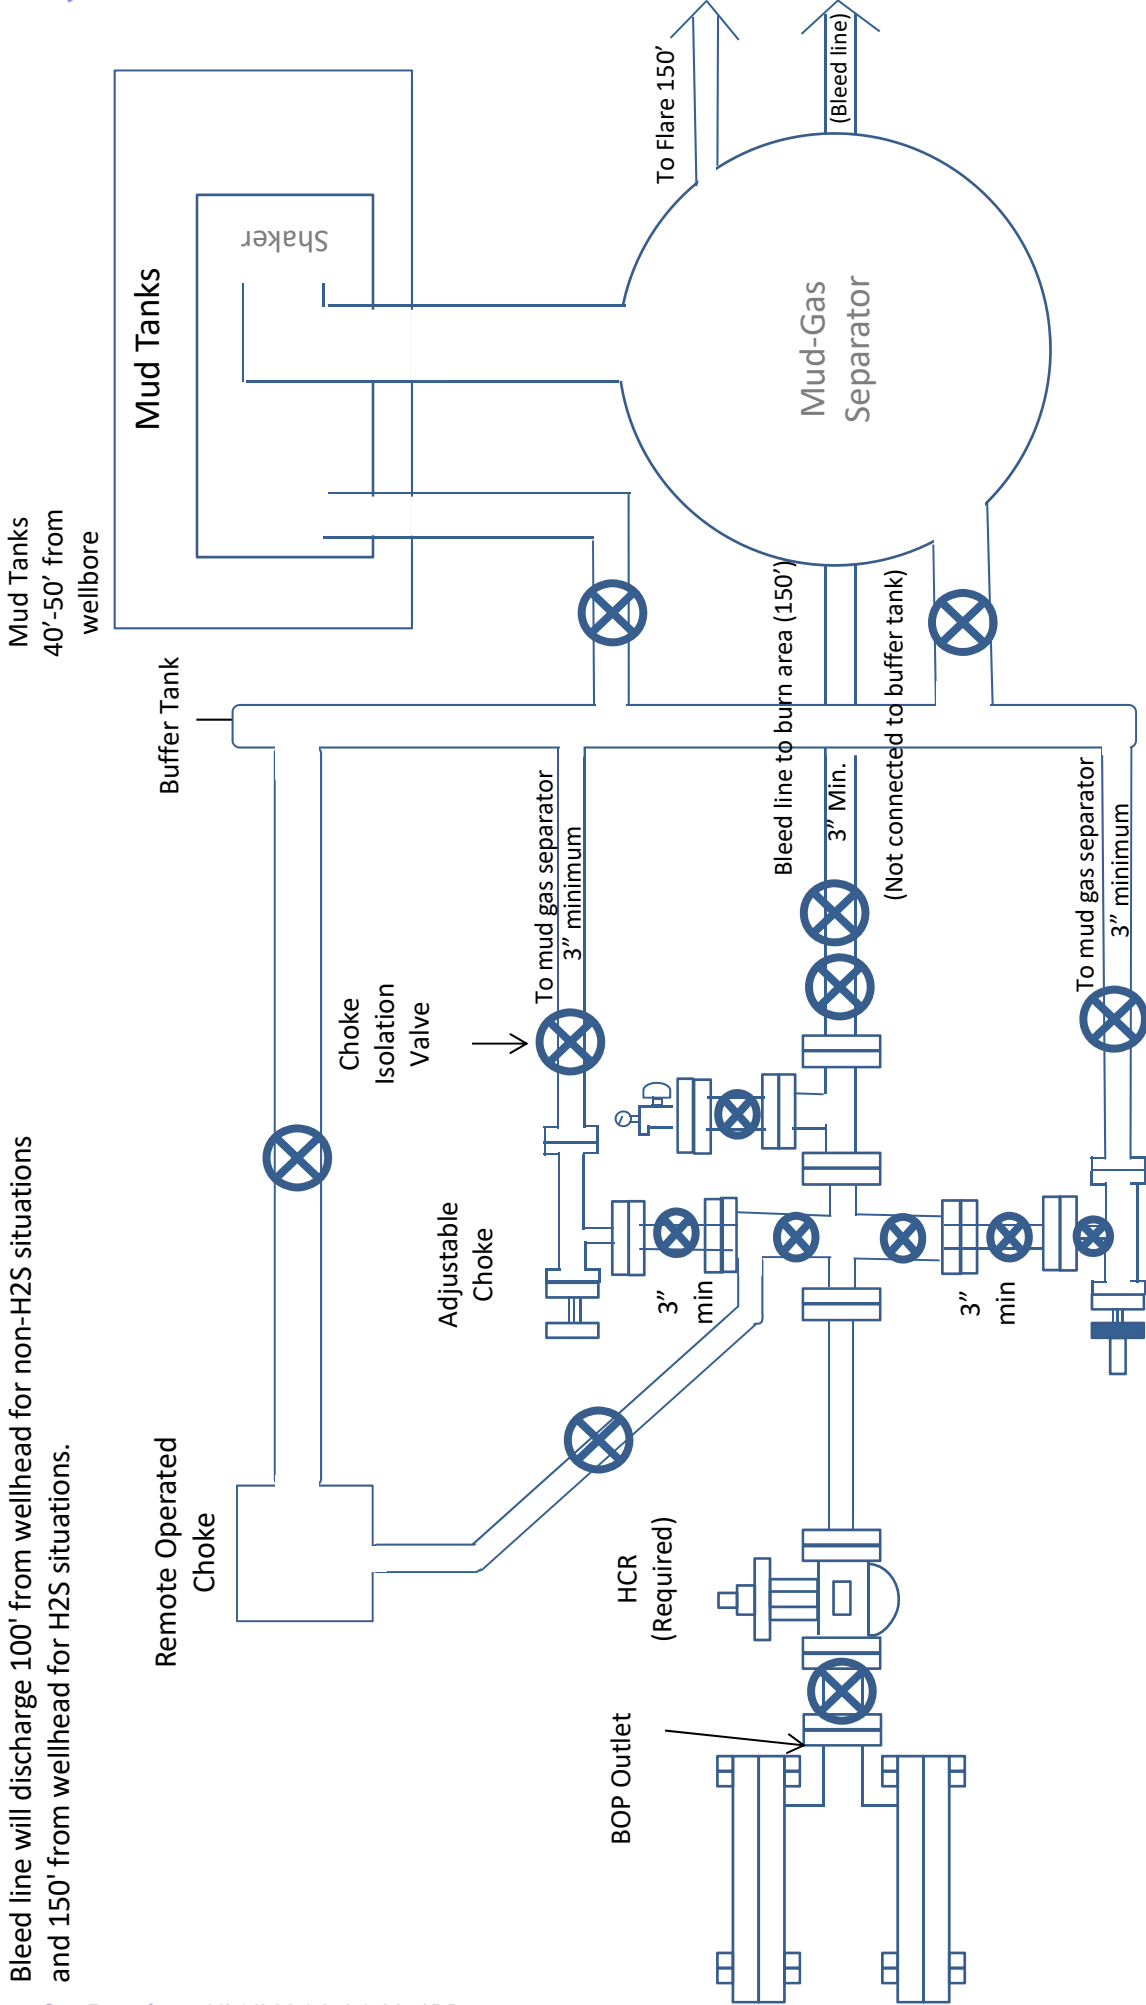 Bleed line will discharge 100' from wellhead for non-H2S situations
and 150' from wellhead for H2S situations.
Mud Tanks
40’-50’ from
wellbore
Mud Tanks
Shaker
Buffer Tank
Remote Operated
Choke
Choke
Isolation
Valve
Adjustable
Choke
To mud gas separator
3” minimum
To Flare 150’
(Bleed line)
Mud-Gas
Separator
Bleed line to burn area (150’)
3” Min.
(Not connected to buffer tank)
3”
min
HCR
(Required)
BOP Outlet
3”
min
To mud gas separator
3” minimum